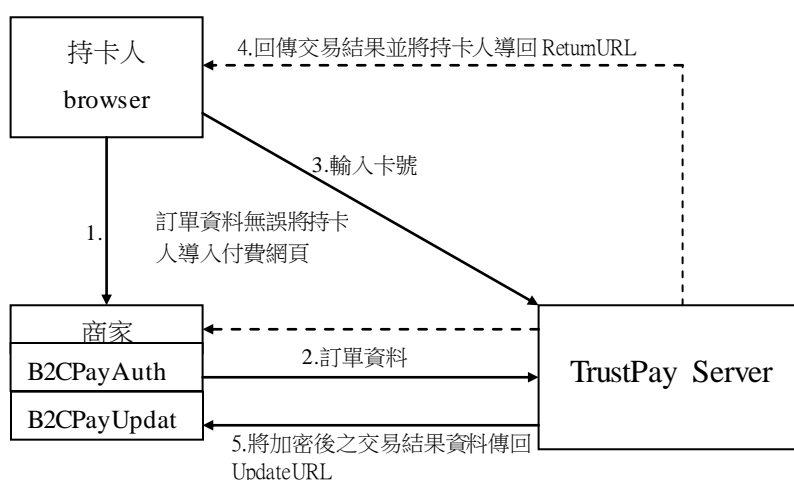 持卡人
browser
4.回傳交易結果並將持卡人導回 ReturnURL
3.輸入卡號
1.
訂單資料無誤將持卡
人導入付費網頁
商家
B2CPayAuth
B2CPayUpdat
2.訂單資料
TrustPay Server
5.將加密後之交易結果資料傳回
UpdateURL